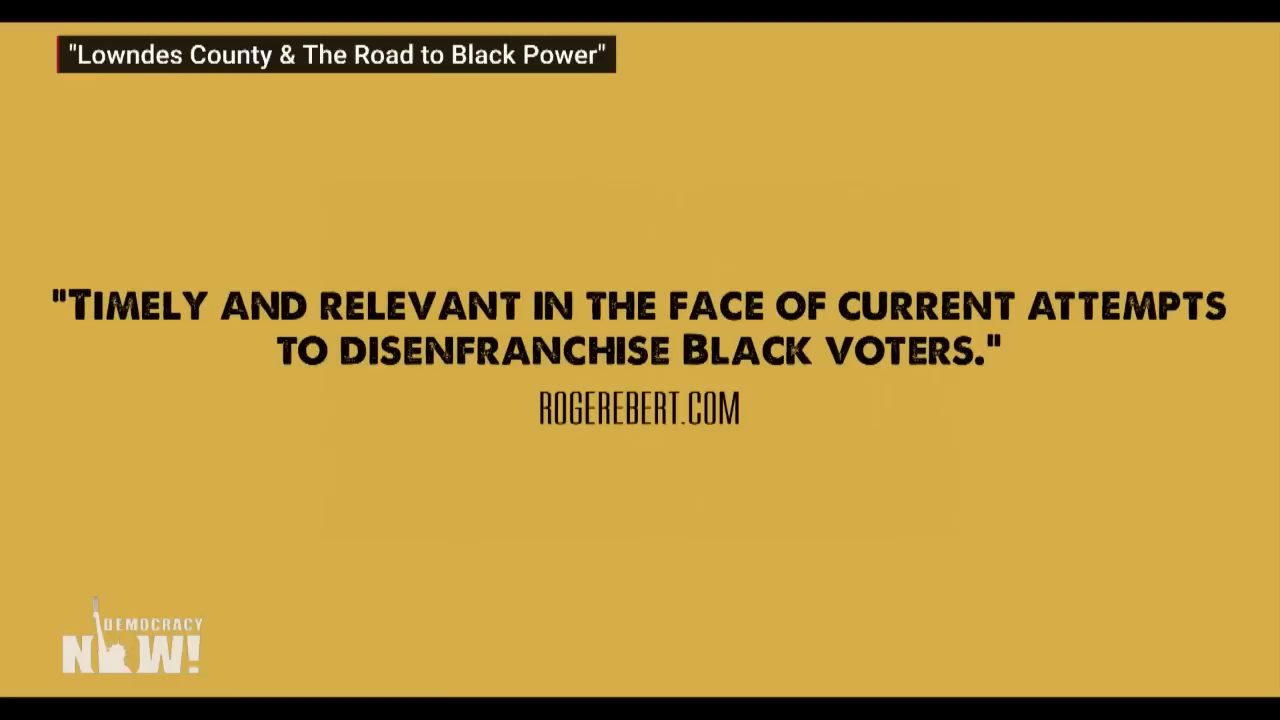 "Lowndes County & The Road to Black Power"
"TIMELY AND RELEVANT IN THE FACE OF CURRENT ATTEMPTS
TO DISENFRANCHISE BLACK VOTERS."
ROGEREBERT.COM
DEMOCRACY
NOW!